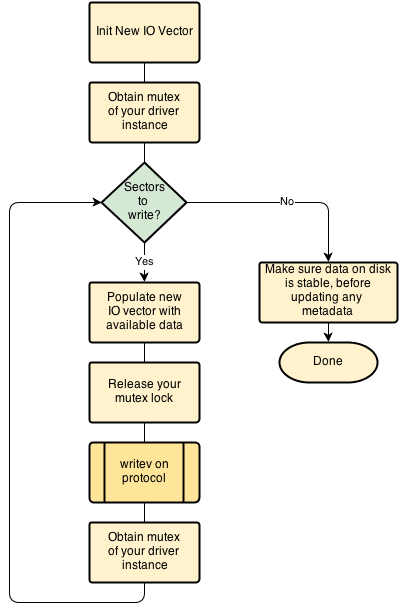 Init New IO Vector
Obtain mutex
of your driver
instance
Sectors
to
write?
No
Yes
Make sure data on disk
is stable, before
updating any
metadata
Populate new
IO vector with
available data
Done
Release your
mutex lock
writev on
protocol
Obtain mutex
of your driver
instance